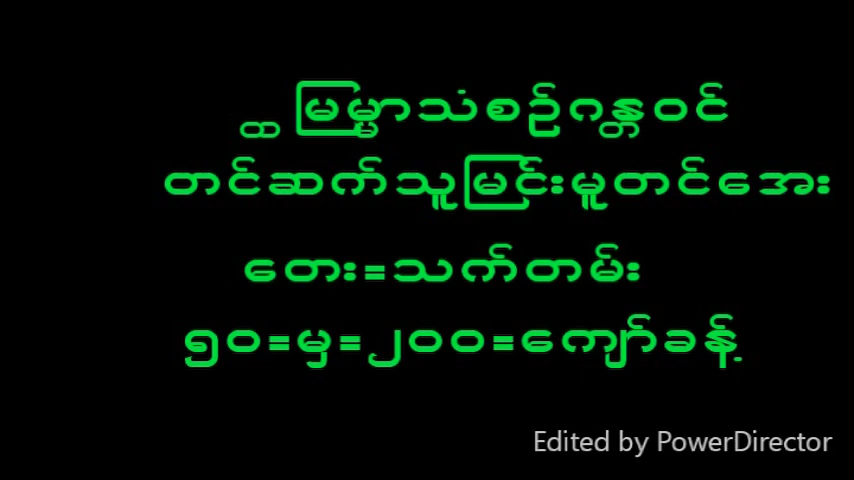 ္ထ မြမ္မာသံစဉ်ဂန္တဝင်
တင်ဆက်သူမြင်းမူတင်အေး
တေး=သက်တမ်း
၅၀=မှ=၂၀၀=ကျော်ခန့်
Edited by PowerDirector